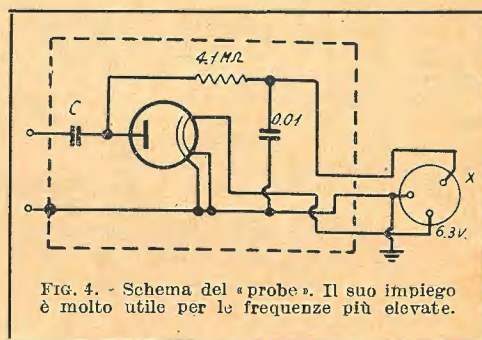 4.1 MΩ
C
0.01
X
6.3 V.
FIG. 4. - Schema del « probe ». Il suo impiego
è molto utile per le frequenze più elevate.